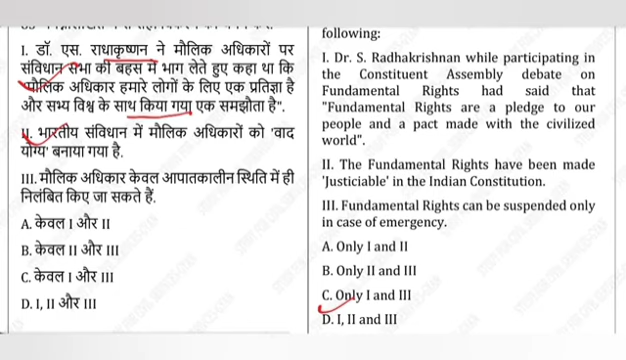 I. डॉ. एस. राधाकृष्णन ने मौलिक अधिकारों पर
संविधान सभा की बहस में भाग लेते हुए कहा था कि
"मौलिक अधिकार हमारे लोगों के लिए एक प्रतिज्ञा है
और सभ्य विश्व के साथ किया गया एक समझौता है".
II. भारतीय संविधान में मौलिक अधिकारों को 'वाद
योग्य' बनाया गया है.
III. मौलिक अधिकार केवल आपातकालीन स्थिति में ही
निलंबित किए जा सकते हैं.
A. केवल I और II
B. केवल II और III
C. केवल I और III
D. I, II और III
following:
I. Dr. S. Radhakrishnan while participating in
the Constituent Assembly debate on
Fundamental Rights had said that
"Fundamental Rights are a pledge to our
people and a pact made with the civilized
world".
II. The Fundamental Rights have been made
'Justiciable' in the Indian Constitution.
III. Fundamental Rights can be suspended only
in case of emergency.
A. Only I and II
B. Only II and III
C. Only I and III
D. I, II and III